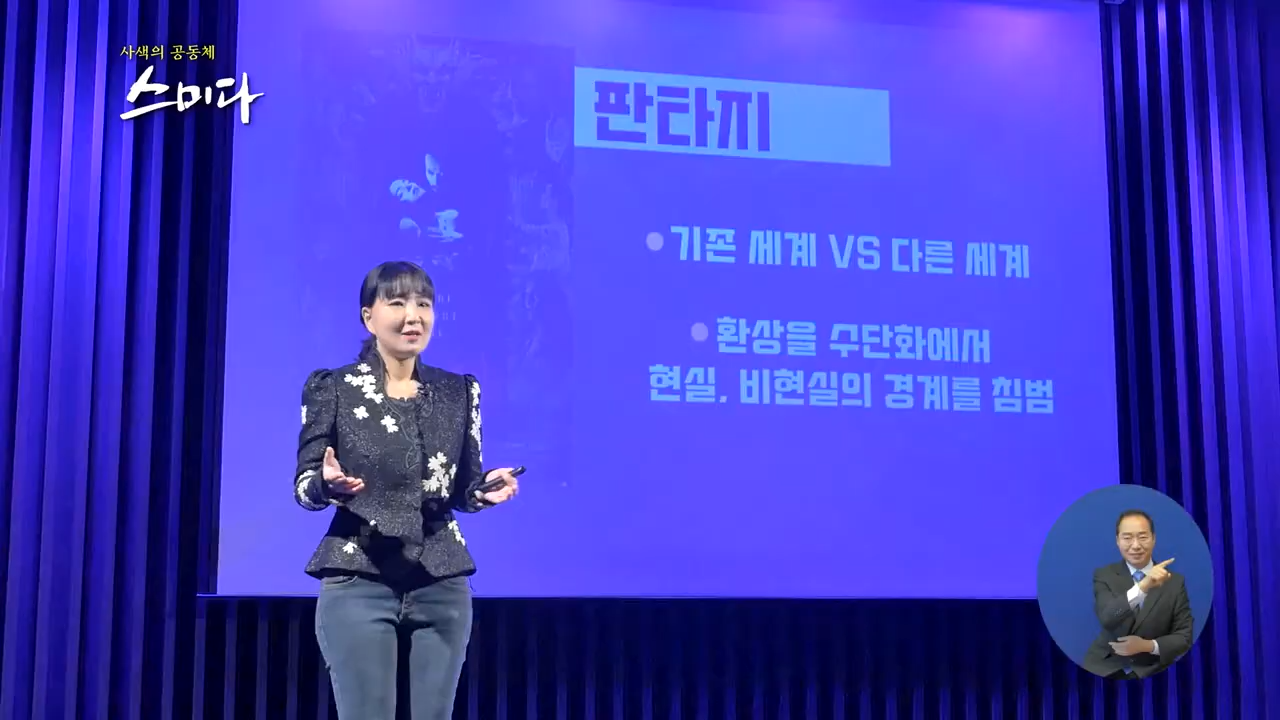 사색의 공동체
스미다
판타지
기존 세계 VS 다른 세계
환상을 수단화에서
현실, 비현실의 경계를 침범